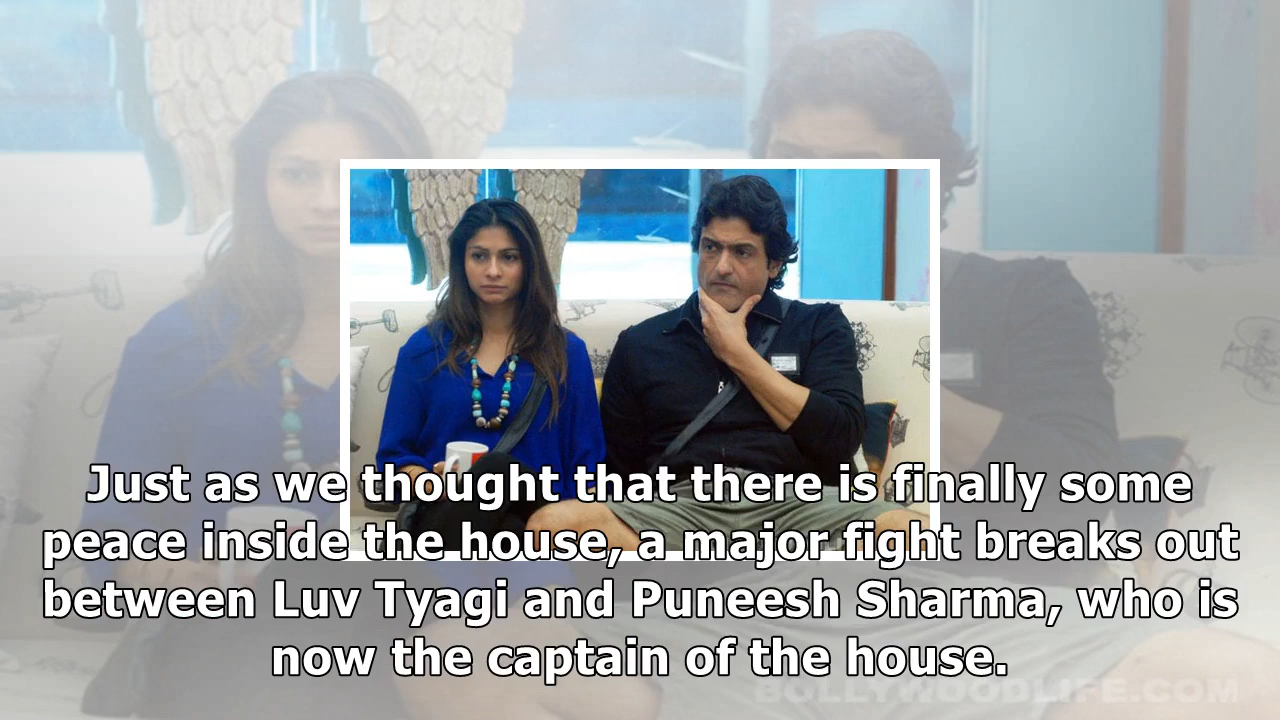 Just as we thought that there is finally some
peace inside the house, a major fight breaks out
between Luv Tyagi and Puneesh Sharma, who is
now the captain of the house.
BOLLYWOODLIFE.COM